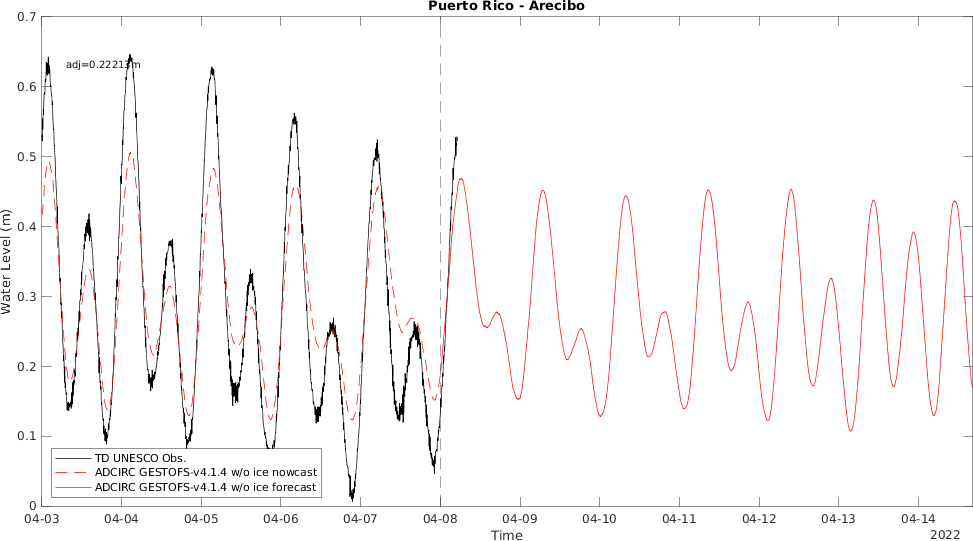 Puerto Rico - Arecibo
0.7
adj=0.22213m
0.6
0.5
0.4
0.3
0.2
0.1
0
Water Level (m)
TD UNESCO Obs.
ADCIRC GESTOFS-v4.1.4 w/o ice nowcast
ADCIRC GESTOFS-v4.1.4 w/o ice forecast
04-03 04-04 04-05 04-06 04-07 04-08 04-09 04-10 04-11 04-12 04-13 04-14
Time
2022